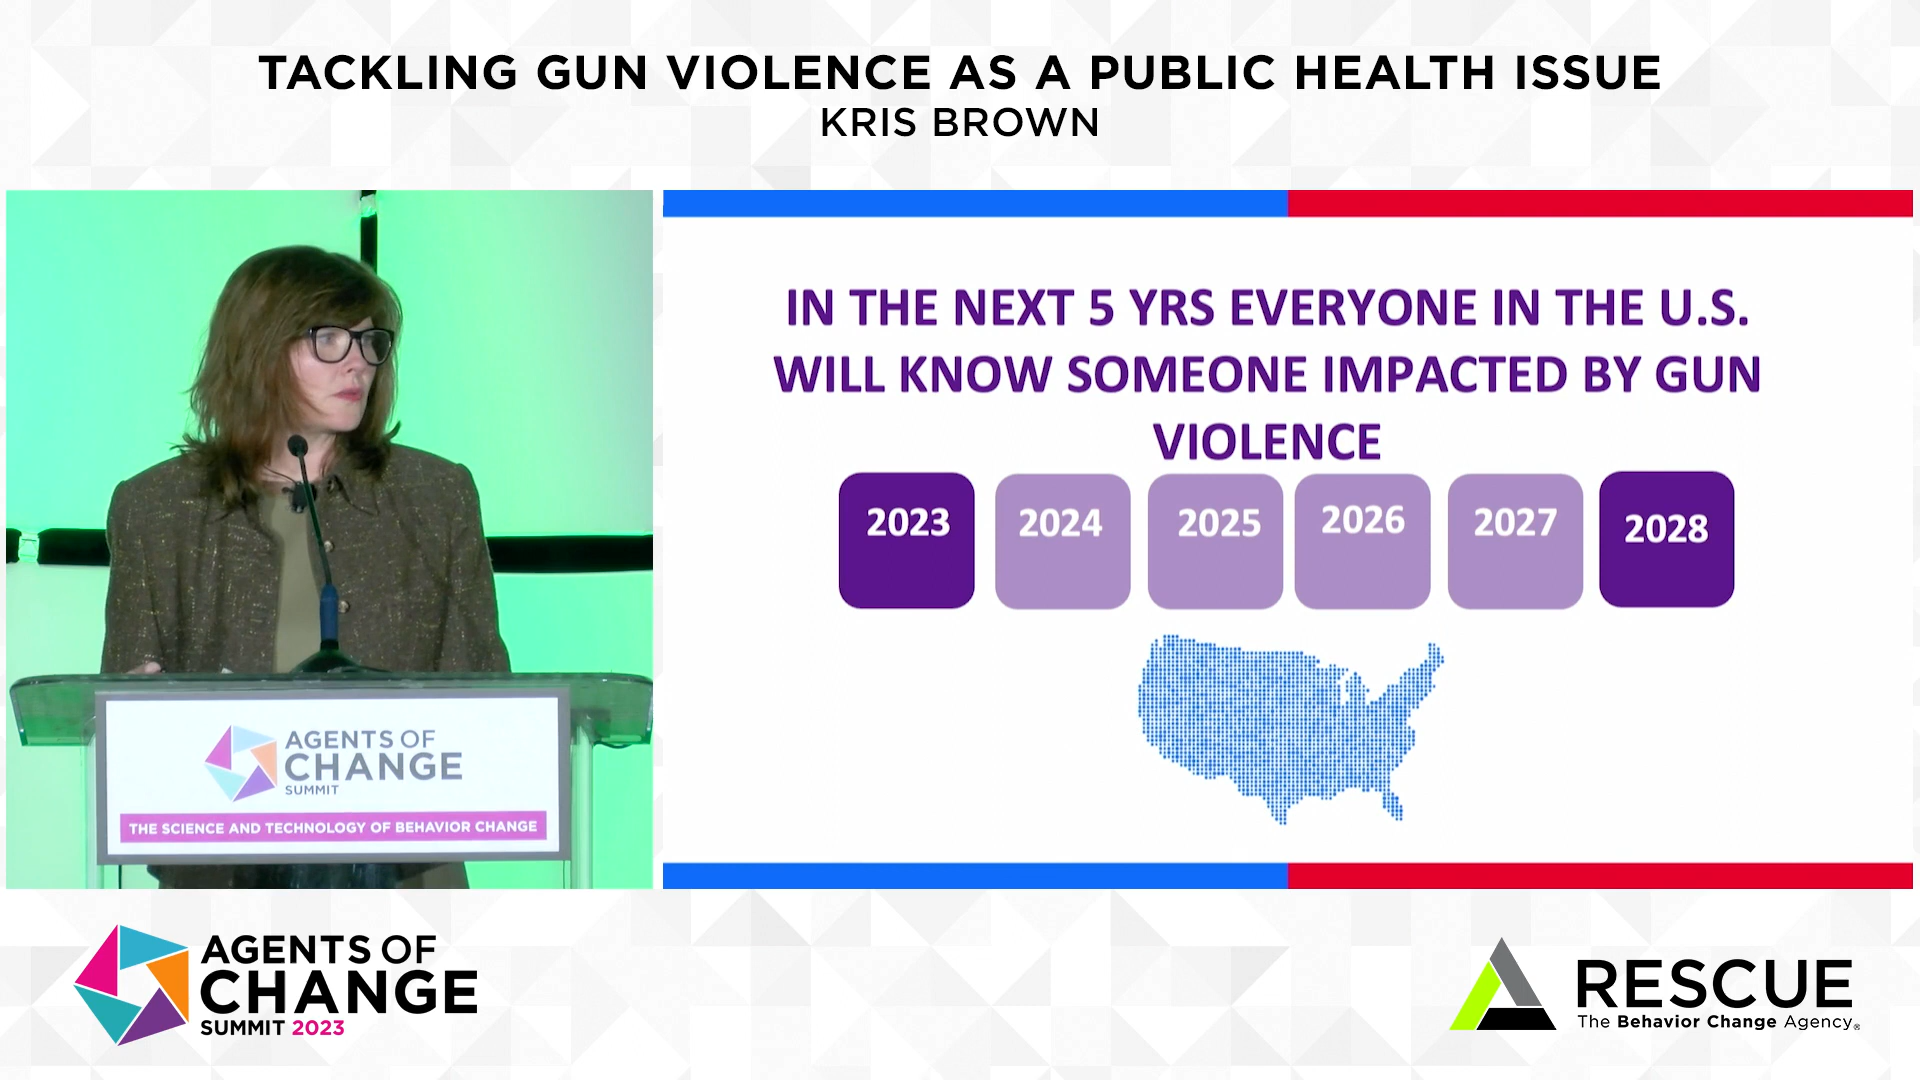 TACKLING GUN VIOLENCE AS A PUBLIC HEALTH ISSUE
KRIS BROWN
IN THE NEXT 5 YRS EVERYONE IN THE U.S.
WILL KNOW SOMEONE IMPACTED BY GUN
VIOLENCE
2023 2024 2025 2026 2027 2028
AGENTS OF
CHANGE
SUMMIT
THE SCIENCE AND TECHNOLOGY OF BEHAVIOR CHANGE
AGENTS OF
CHANGE
SUMMIT 2023
RESCUE
The Behavior Change Agency®